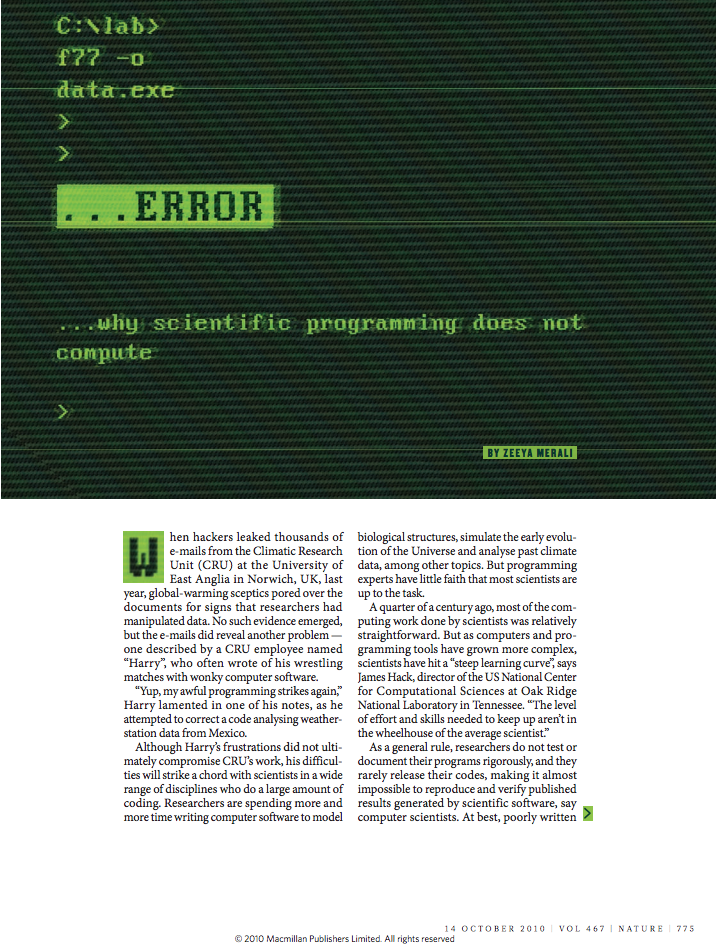 C:\lab>
f77 -o
data.exe
>
>
...ERROR
...why scientific programming does not
compute
>
BY ZEEYA MERALI
When hackers leaked thousands of
e-mails from the Climatic Research
Unit (CRU) at the University of
East Anglia in Norwich, UK, last
year, global-warming sceptics pored over the
documents for signs that researchers had
manipulated data. No such evidence emerged,
but the e-mails did reveal another problem —
one described by a CRU employee named
“Harry”, who often wrote of his wrestling
matches with wonky computer software.
“Yup, my awful programming strikes again,”
Harry lamented in one of his notes, as he
attempted to correct a code analysing weather-
station data from Mexico.
Although Harry’s frustrations did not ulti-
mately compromise CRU’s work, his difficul-
ties will strike a chord with scientists in a wide
range of disciplines who do a large amount of
coding. Researchers are spending more and
more time writing computer software to model
biological structures, simulate the early evolu-
tion of the Universe and analyse past climate
data, among other topics. But programming
experts have little faith that most scientists are
up to the task.
A quarter of a century ago, most of the com-
puting work done by scientists was relatively
straightforward. But as computers and pro-
gramming tools have grown more complex,
scientists have hit a “steep learning curve”, says
James Hack, director of the US National Center
for Computational Sciences at Oak Ridge
National Laboratory in Tennessee. “The level
of effort and skills needed to keep up aren’t in
the wheelhouse of the average scientist.”
As a general rule, researchers do not test or
document their programs rigorously, and they
rarely release their codes, making it almost
impossible to reproduce and verify published
results generated by scientific software, say
computer scientists. At best, poorly written >
14 OCTOBER 2010 | VOL 467 | NATURE | 775
© 2010 Macmillan Publishers Limited. All rights reserved